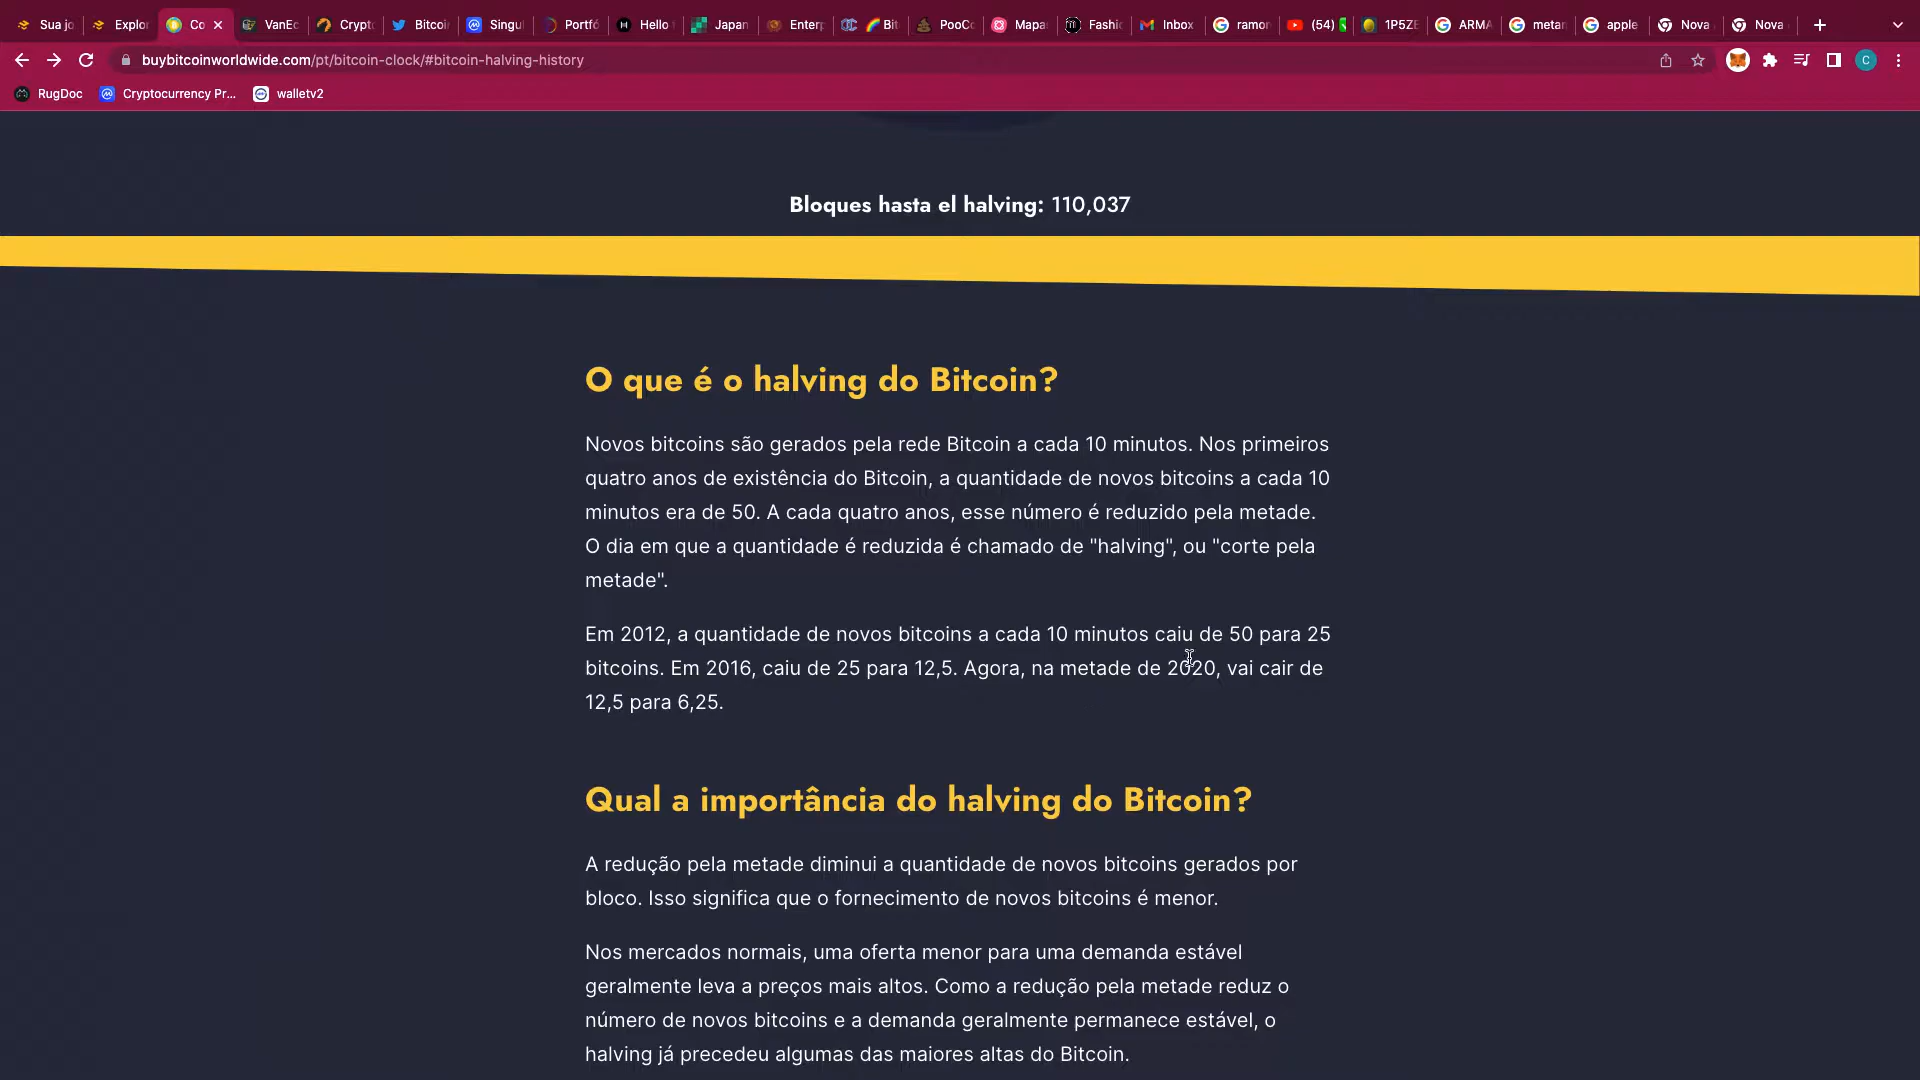 Sua jo
Explor
Co
VanEc
Crypto
Bitcoi
Singul
Portfó
Hello
Japan
Enterp
Bit
PooCo
Mapa
Fashi
Inbox
ramon
(54)
1P5ZE
ARMA
metar
apple
Nova
Nova
buybitcoinworldwide.com/pt/bitcoin-clock/#bitcoin-halving-history
C
RugDoc
Cryptocurrency Pr...
walletv2
Bloques hasta el halving: 110,037
O que é o halving do Bitcoin?
Novos bitcoins são gerados pela rede Bitcoin a cada 10 minutos. Nos primeiros
quatro anos de existência do Bitcoin, a quantidade de novos bitcoins a cada 10
minutos era de 50. A cada quatro anos, esse número é reduzido pela metade.
O dia em que a quantidade é reduzida é chamado de "halving", ou "corte pela
metade".
Em 2012, a quantidade de novos bitcoins a cada 10 minutos caiu de 50 para 25
bitcoins. Em 2016, caiu de 25 para 12,5. Agora, na metade de 2020, vai cair de
12,5 para 6,25.
Qual a importância do halving do Bitcoin?
A redução pela metade diminui a quantidade de novos bitcoins gerados por
bloco. Isso significa que o fornecimento de novos bitcoins é menor.
Nos mercados normais, uma oferta menor para uma demanda estável
geralmente leva a preços mais altos. Como a redução pela metade reduz o
número de novos bitcoins e a demanda geralmente permanece estável, o
halving já precedeu algumas das maiores altas do Bitcoin.